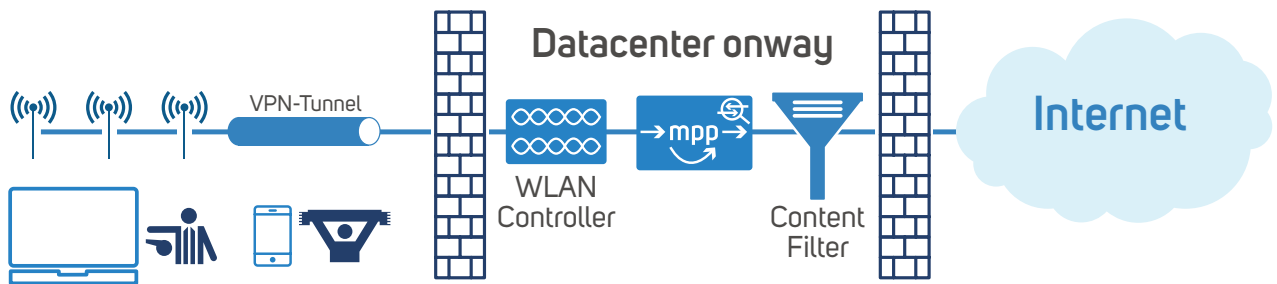 Datacenter onway
VPN-Tunnel
mpp
WLAN
Controller
Content
Filter
Internet